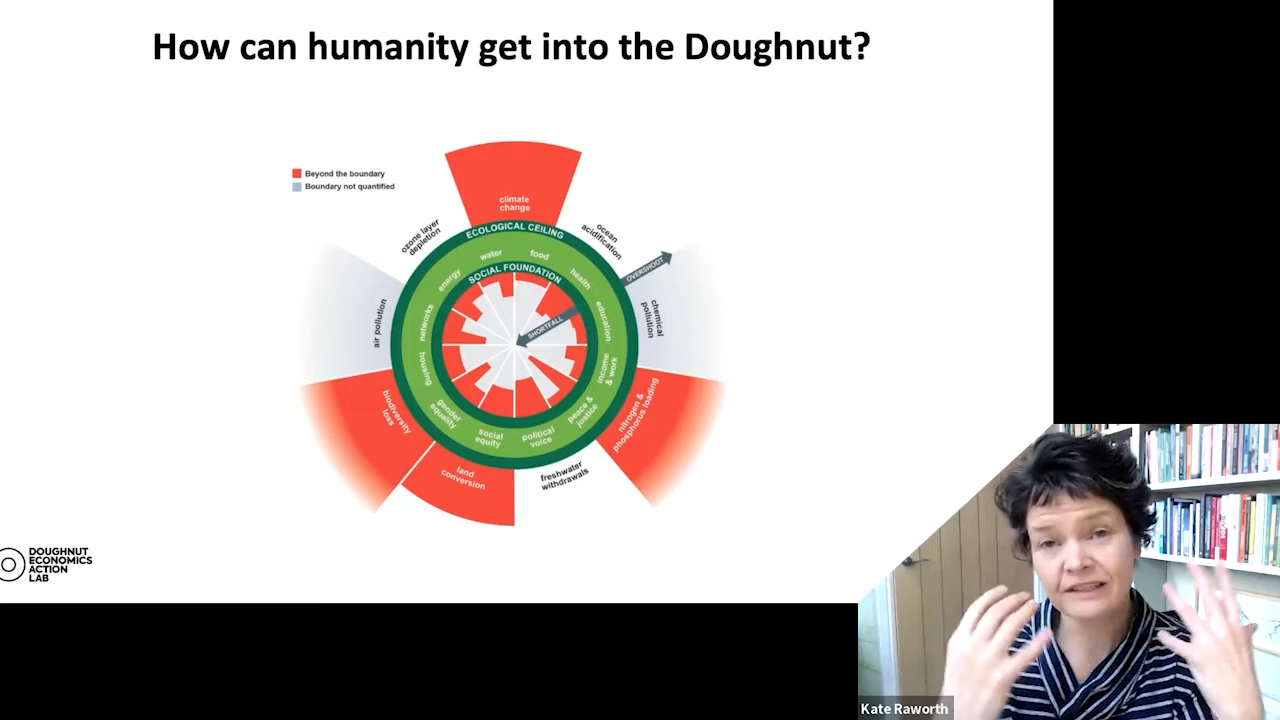 How can humanity get into the Doughnut?
Beyond the boundary
Boundary not quantified
climate
change
ozone layer
depletion
ocean
acidification
ECOLOGICAL CEILING
OVERSHOOT
water
food
energy
health
SOCIAL FOUNDATION
SHORTFALL
air pollution
networks
education
chemical
pollution
housing
income
& work
gender
equality
peace &
justice
social
equity
political
voice
biodiversity
loss
nitrogen &
phosphorus loading
land
conversion
freshwater
withdrawals
DOUGHNUT
ECONOMICS
ACTION
LAB
Kate Raworth